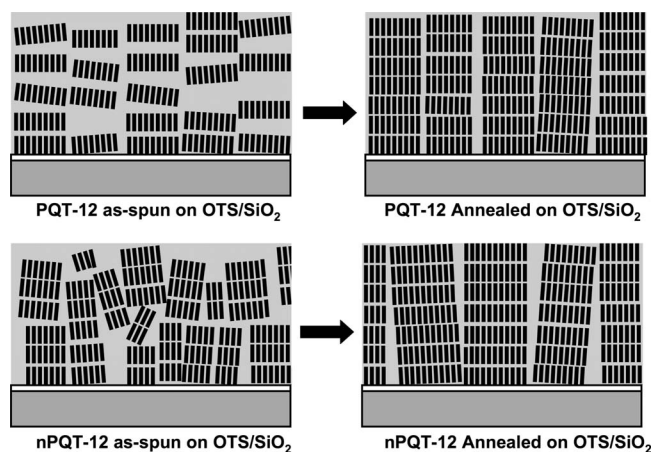 PQT-12 as-spun on OTS/SiO₂
PQT-12 Annealed on OTS/SiO₂
nPQT-12 as-spun on OTS/SiO₂
nPQT-12 Annealed on OTS/SiO₂